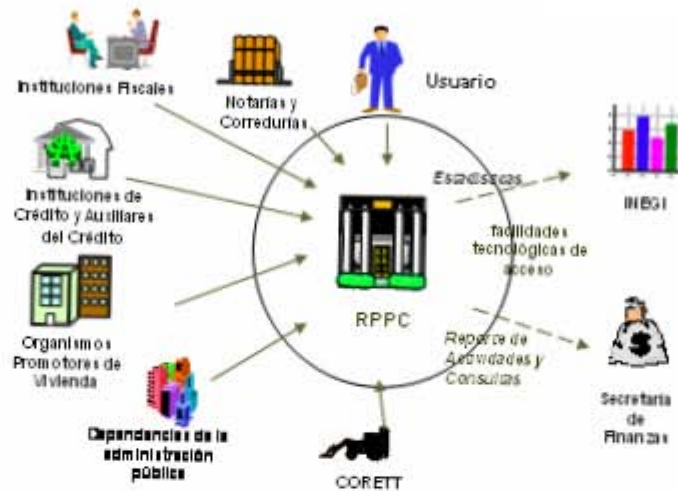 Instituciones Fiscales
Notarías y
Corredurías
Usuario
Instituciones de
Crédito y Auxiliares
del Crédito
Estadísticas
INEGI
facilidades
tecnológicas de
acceso
RPPC
Organismos
Promotores de
Vivienda
Reporte de
Actividades y
Consultas
Secretaría
de
Finanzas
Dependencias de la
administración
pública
CORETT